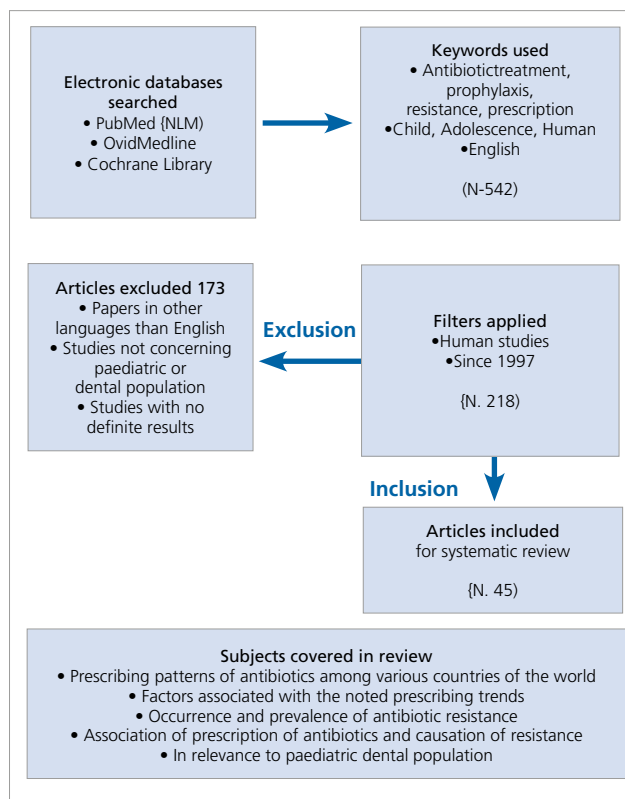 Electronic databases
searched
• PubMed {NLM)
• OvidMedline
• Cochrane Library
Keywords used
• Antibiotictreatment,
prophylaxis,
resistance, prescription
•Child, Adolescence, Human
•English
(N-542)
Articles excluded 173
• Papers in other
languages than English
• Studies not concerning
paediatric or
dental population
• Studies with no
definite results
Exclusion
Filters applied
•Human studies
•Since 1997
{N. 218)
Inclusion
Articles included
for systematic review
{N. 45)
Subjects covered in review
• Prescribing patterns of antibiotics among various countries of the world
• Factors associated with the noted prescribing trends
• Occurrence and prevalence of antibiotic resistance
• Association of prescription of antibiotics and causation of resistance
• In relevance to paediatric dental population